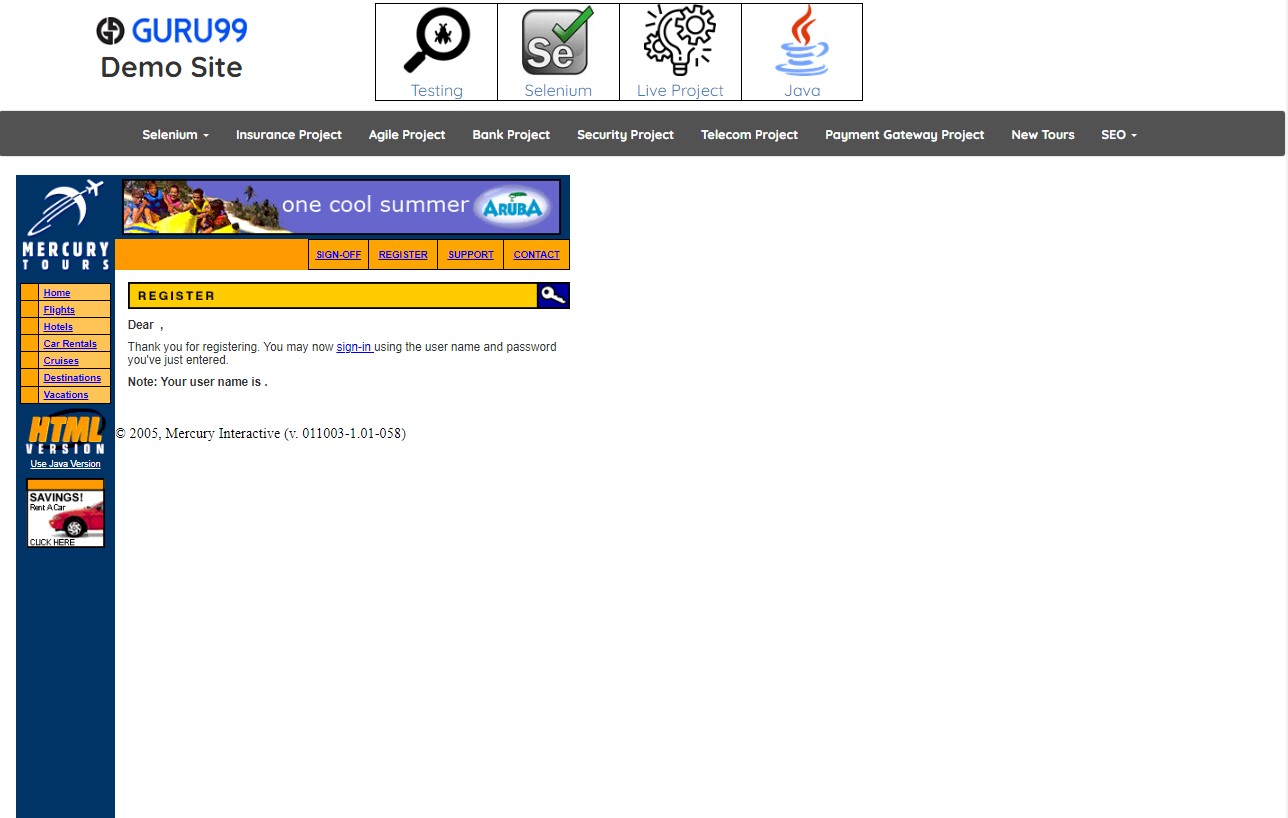 GURU99
Demo Site
Se
Testing
Selenium
Live Project
Java
Selenium
Insurance Project
Agile Project
Bank Project
Security Project
Telecom Project
Payment Gateway Project
New Tours
SEO
MERCURY
TOURS
one cool summer ARUBA
SIGN-OFF
REGISTER
SUPPORT
CONTACT
Home
Flights
Hotels
Car Rentals
Cruises
Destinations
Vacations
HTML
VERSION
Use Java Version
SAVINGS!
Rent A Car
CLICK HERE
REGISTER
Dear  ,
Thank you for registering. You may now sign-in using the user name and password
you've just entered.
Note: Your user name is .
© 2005, Mercury Interactive (v. 011003-1.01-058)